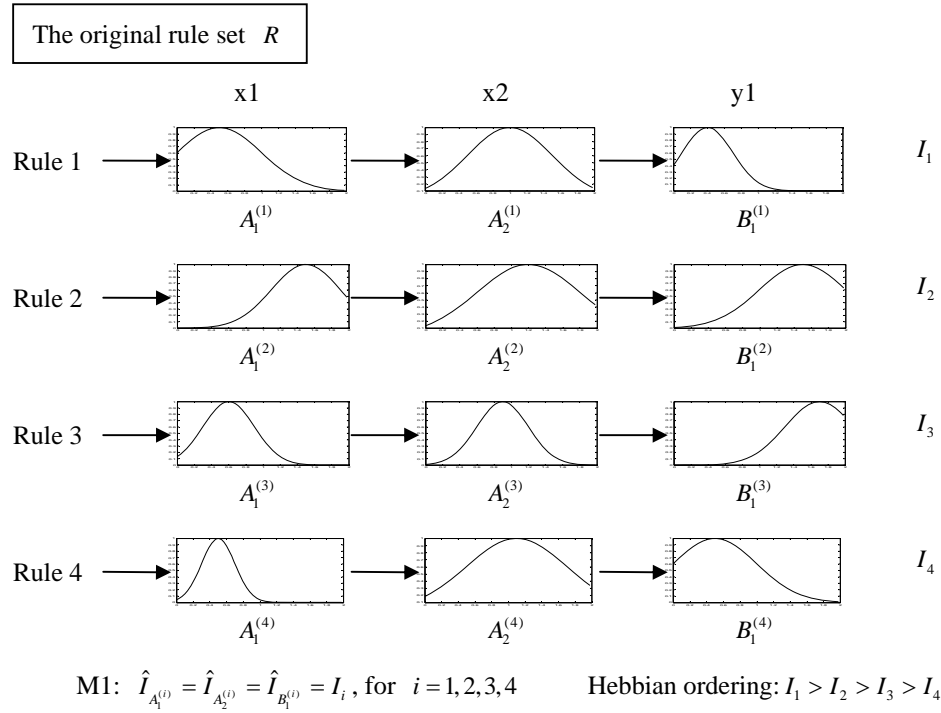 The original rule set R
x1 x2 y1
Rule 1 I₁
A₁⁽¹⁾ A₂⁽¹⁾ B₁⁽¹⁾
Rule 2 I₂
A₁⁽²⁾ A₂⁽²⁾ B₁⁽²⁾
Rule 3 I₃
A₁⁽³⁾ A₂⁽³⁾ B₁⁽³⁾
Rule 4 I₄
A₁⁽⁴⁾ A₂⁽⁴⁾ B₁⁽⁴⁾
M1: Î_{A₁⁽ⁱ⁾} = Î_{A₂⁽ⁱ⁾} = Î_{B₁⁽ⁱ⁾} = Iᵢ , for i = 1,2,3,4 Hebbian ordering: I₁ > I₂ > I₃ > I₄